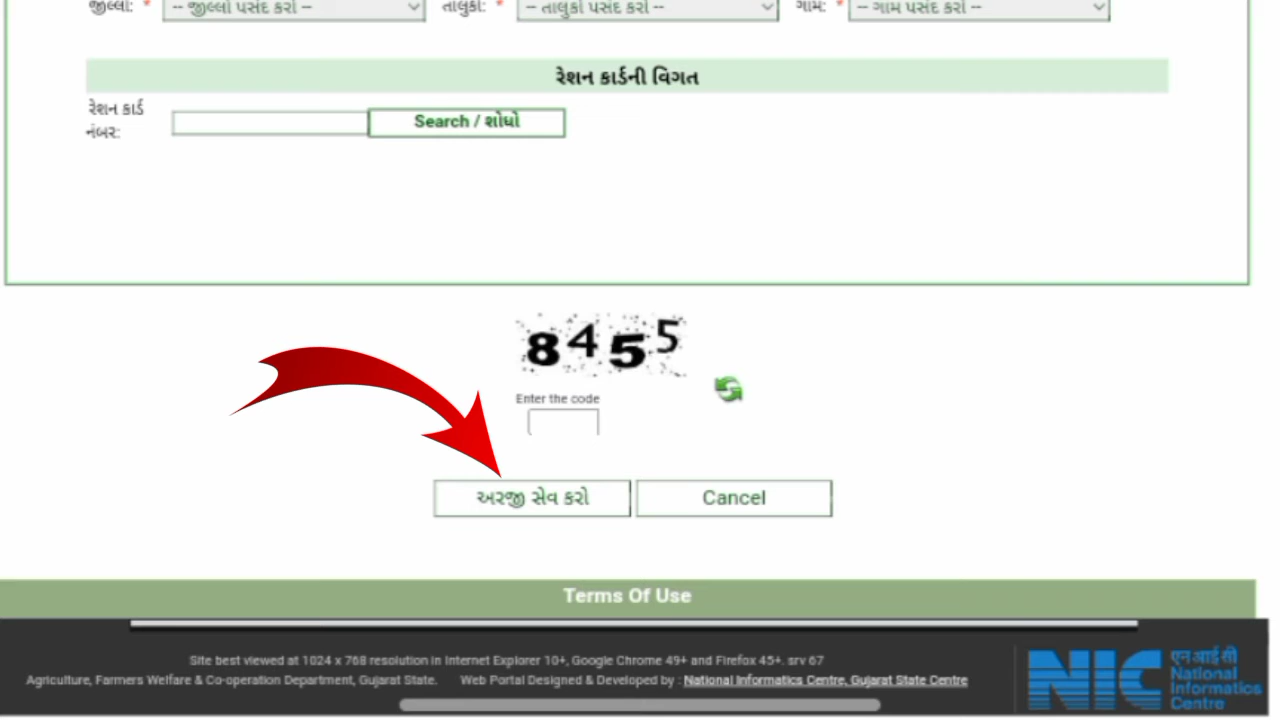 જીલ્લો: * -- જીલ્લો પસંદ કરો -- તાલુકો: * -- તાલુકો પસંદ કરો -- ગામ: * -- ગામ પસંદ કરો --
રેશન કાર્ડની વિગત
રેશન કાર્ડ
નંબર:
Search / શોધો
8455
Enter the code
અરજી સેવ કરો Cancel
Terms Of Use
Site best viewed at 1024 x 768 resolution in Internet Explorer 10+, Google Chrome 49+ and Firefox 45+. srv 67
Agriculture, Farmers Welfare & Co-operation Department, Gujarat State. Web Portal Designed & Developed by : National Informatics Centre, Gujarat State Centre
NIC
एनआईसी
National
Informatics
Centre